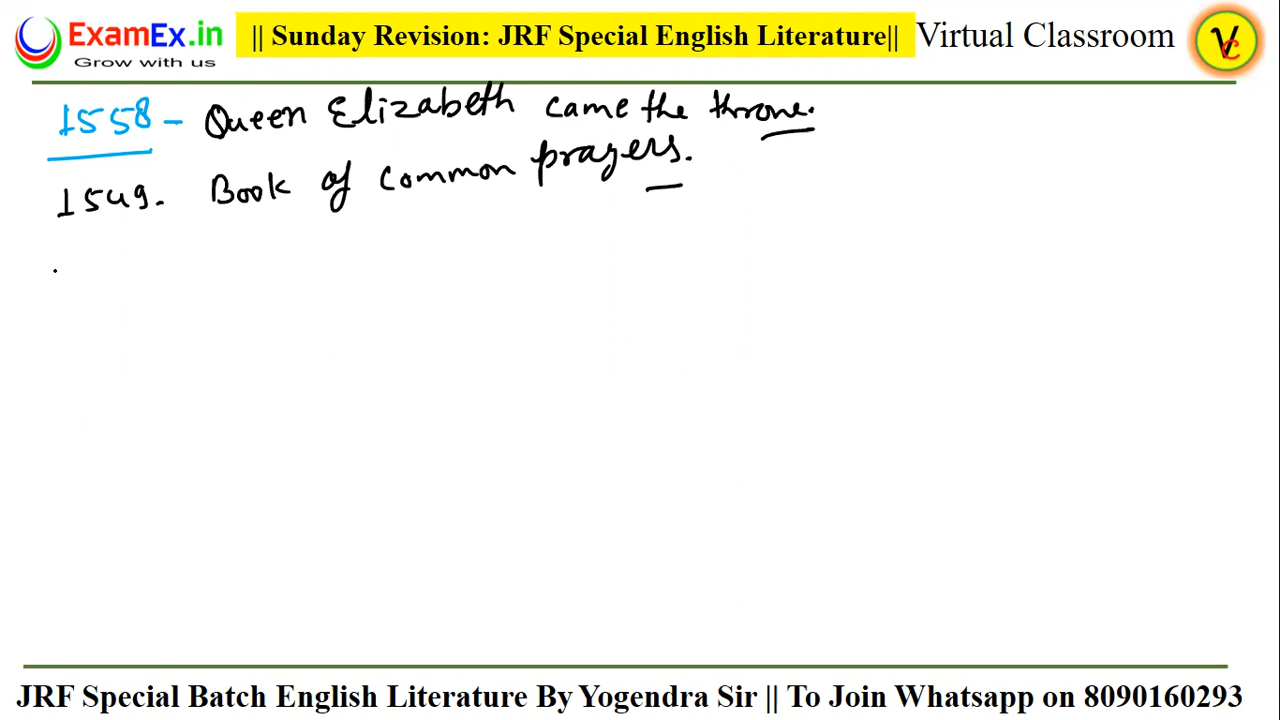 ExamEx.in
Grow with us
|| Sunday Revision: JRF Special English Literature||
Virtual Classroom
VC
1558 - Queen Elizabeth came the throne.
1549. Book of common prayers.
JRF Special Batch English Literature By Yogendra Sir || To Join Whatsapp on 8090160293